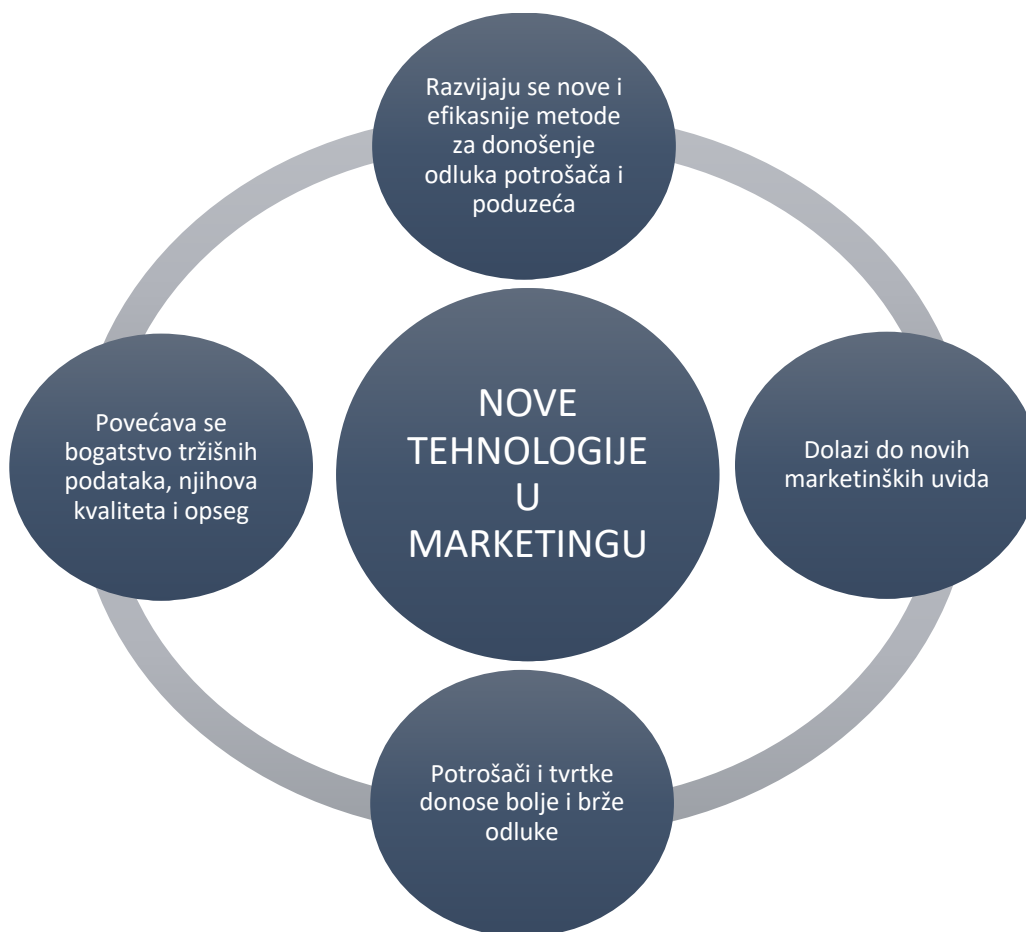 Razvijaju se nove i
efikasnije metode
za donošenje
odluka potrošača i
poduzeća
NOVE
TEHNOLOGIJE
U
MARKETINGU
Povećava se
bogatstvo tržišnih
podataka, njihova
kvaliteta i opseg
Dolazi do novih
marketinških uvida
Potrošači i tvrtke
donose bolje i brže
odluke